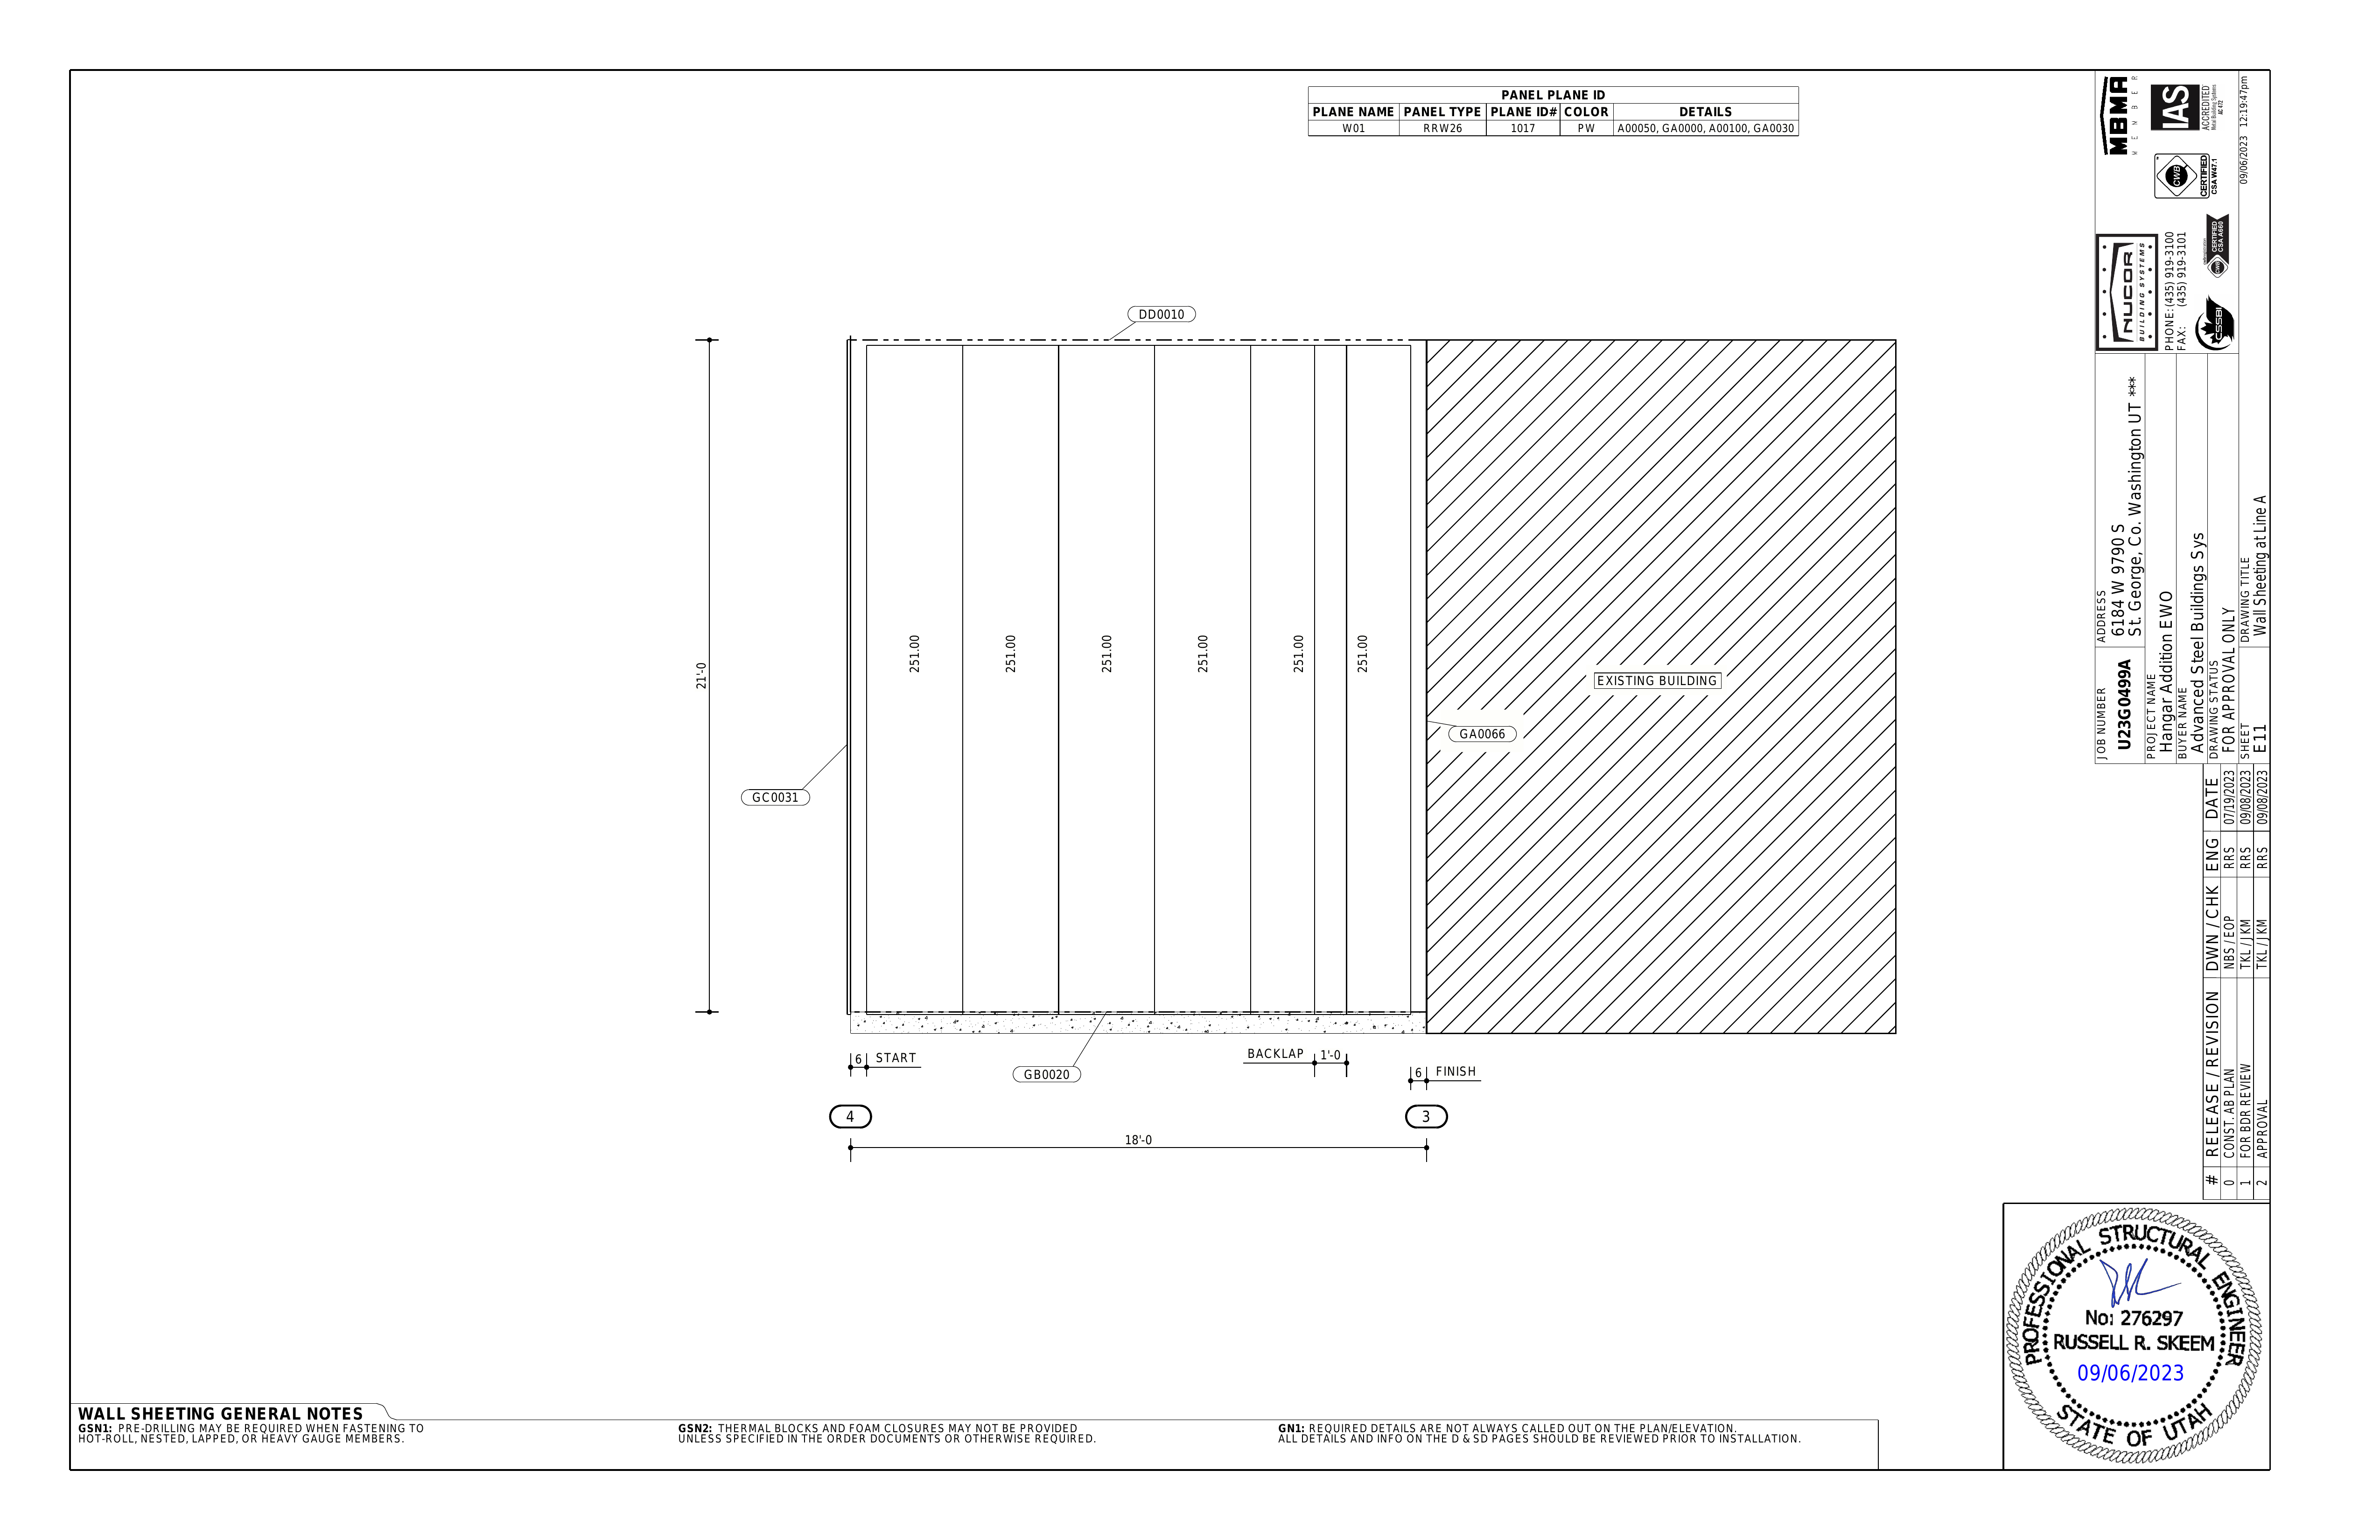 PANEL PLANE ID
PLANE NAME PANEL TYPE PLANE ID# COLOR DETAILS
W01 RRW26 1017 PW A00050, GA0000, A00100, GA0030
DD0010
21'-0
251.00
251.00
251.00
251.00
251.00
251.00
EXISTING BUILDING
GA0066
GC0031
6 START
GB0020
BACKLAP 1'-0
6 FINISH
4
3
18'-0
WALL SHEETING GENERAL NOTES
GSN1: PRE-DRILLING MAY BE REQUIRED WHEN FASTENING TO
HOT-ROLL, NESTED, LAPPED, OR HEAVY GAUGE MEMBERS.
GSN2: THERMAL BLOCKS AND FOAM CLOSURES MAY NOT BE PROVIDED
UNLESS SPECIFIED IN THE ORDER DOCUMENTS OR OTHERWISE REQUIRED.
GN1: REQUIRED DETAILS ARE NOT ALWAYS CALLED OUT ON THE PLAN/ELEVATION.
ALL DETAILS AND INFO ON THE D & SD PAGES SHOULD BE REVIEWED PRIOR TO INSTALLATION.
MBMA
MEMBER
IAS
ACCREDITED
Metal Building Systems
AC 472
CWB
CERTIFIED
CSA W47.1
NUCOR
BUILDING SYSTEMS
PHONE: (435) 919-3100
FAX: (435) 919-3101
CSSBI
CWB
CERTIFIED
CSA A660
09/06/2023 12:19:47pm
JOB NUMBER
U23G0499A
ADDRESS
6184 W 9790 S
St. George, Co. Washington UT ***
PROJECT NAME
Hangar Addition EWO
BUYER NAME
Advanced Steel Buildings Sys
DRAWING STATUS
FOR APPROVAL ONLY
SHEET
E11
DRAWING TITLE
Wall Sheeting at Line A
# RELEASE / REVISION DWN / CHK ENG DATE
0 CONST. AB PLAN NBS / EOP RRS 07/19/2023
1 FOR BDR REVIEW TKL / JKM RRS 09/08/2023
2 APPROVAL TKL / JKM RRS 09/08/2023
PROFESSIONAL STRUCTURAL ENGINEER
No: 276297
RUSSELL R. SKEEM
09/06/2023
STATE OF UTAH